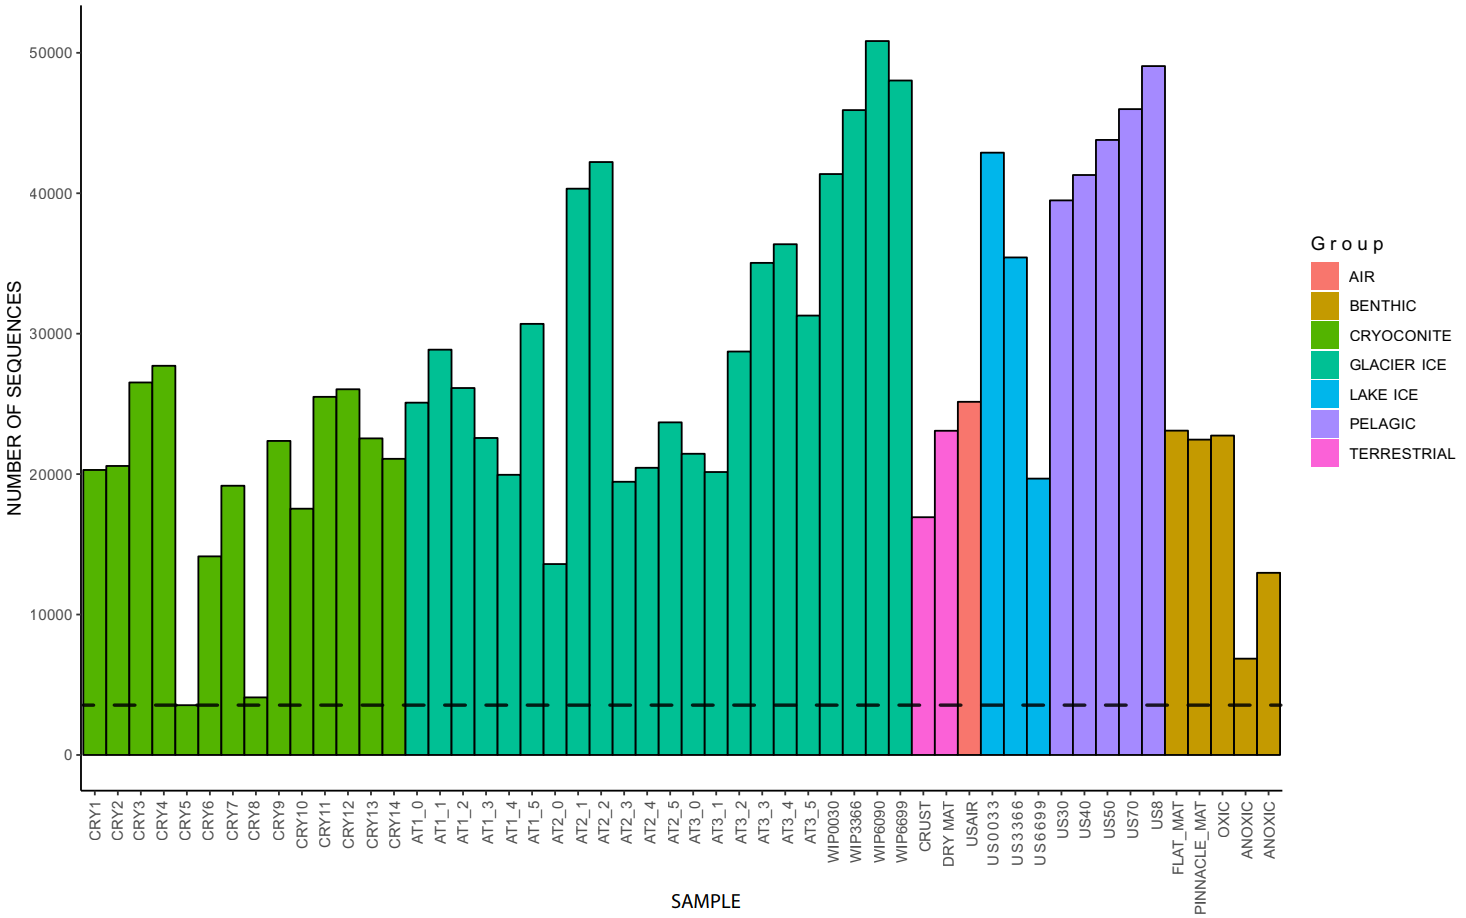 NUMBER OF SEQUENCES
50000
40000
30000
20000
10000
0
CRY1
CRY2
CRY3
CRY4
CRY5
CRY6
CRY7
CRY8
CRY9
CRY10
CRY11
CRY12
CRY13
CRY14
AT1_0
AT1_1
AT1_2
AT1_3
AT1_4
AT1_5
AT2_0
AT2_1
AT2_2
AT2_3
AT2_4
AT2_5
AT3_0
AT3_1
AT3_2
AT3_3
AT3_4
AT3_5
WIP0030
WIP3366
WIP6090
WIP6699
CRUST
DRY MAT
USAIR
US0033
US3366
US6699
US30
US40
US50
US70
US8
FLAT_MAT
PINNACLE_MAT
OXIC
ANOXIC
ANOXIC
SAMPLE
Group
AIR
BENTHIC
CRYOCONITE
GLACIER ICE
LAKE ICE
PELAGIC
TERRESTRIAL